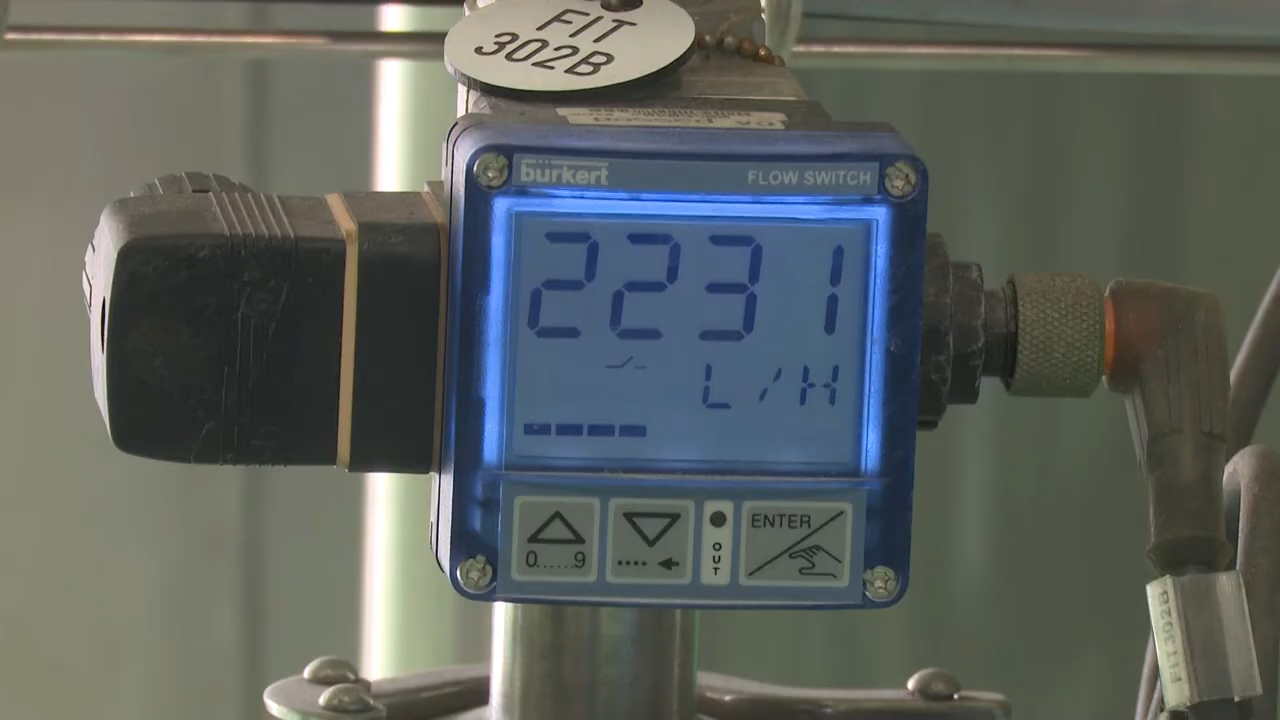 FIT
302B
bürkert
FLOW SWITCH
2231
L/H
0......9
....
OUT
ENTER
FIT302B